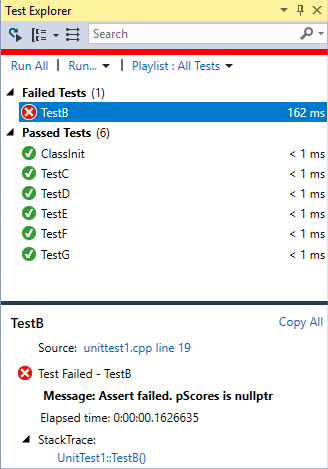 Test Explorer
Search
Run All | Run... | Playlist : All Tests
Failed Tests (1)
TestB 162 ms
Passed Tests (6)
ClassInit < 1 ms
TestC < 1 ms
TestD < 1 ms
TestE < 1 ms
TestF < 1 ms
TestG < 1 ms
TestB Copy All
Source: unittest1.cpp line 19
Test Failed - TestB
Message: Assert failed. pScores is nullptr
Elapsed time: 0:00:00.1626635
StackTrace:
UnitTest1::TestB()